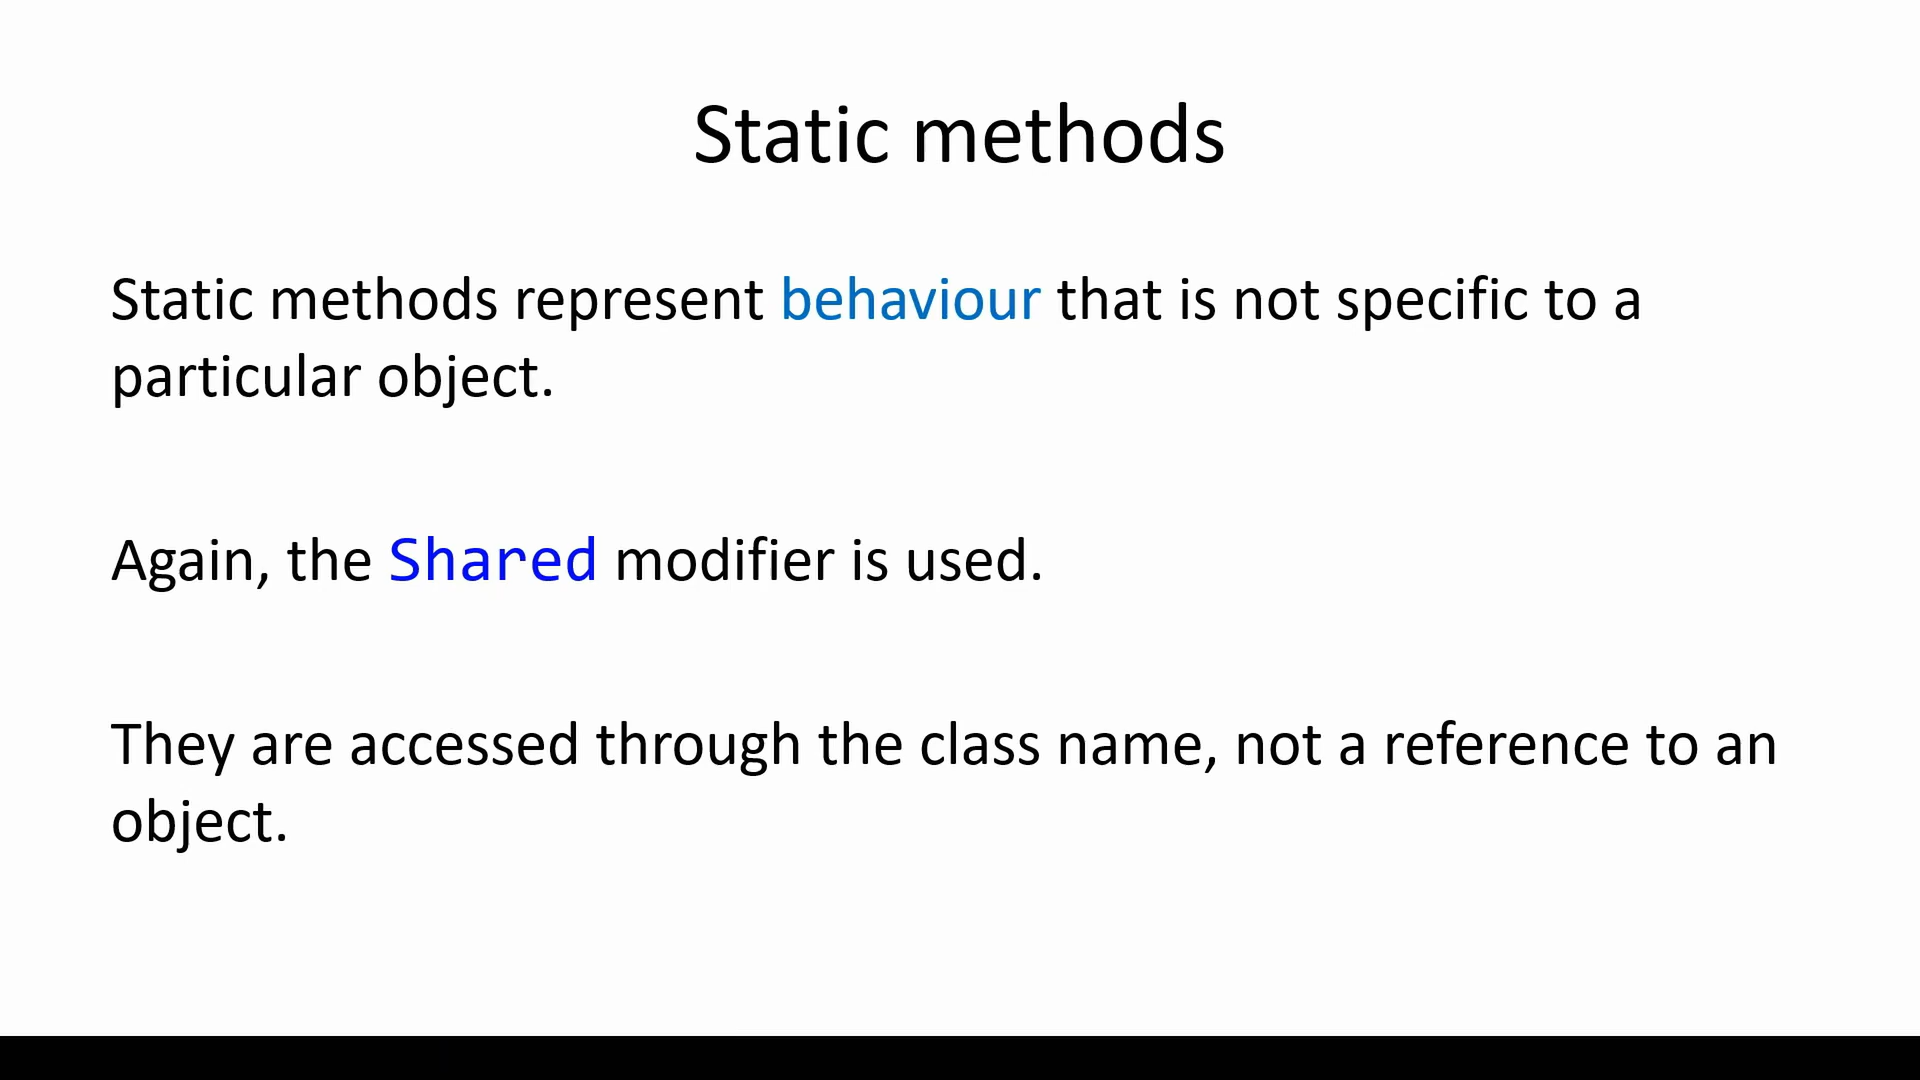 Static methods
Static methods represent behaviour that is not specific to a
particular object.
Again, the Shared modifier is used.
They are accessed through the class name, not a reference to an
object.